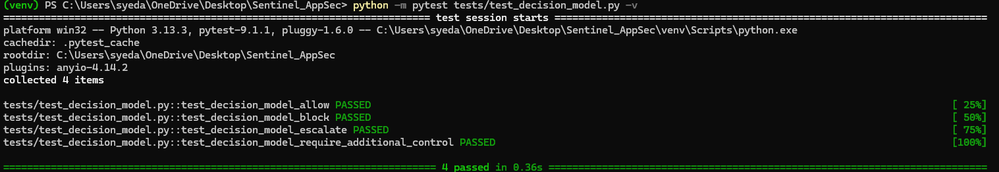 (venv) PS C:\Users\syeda\OneDrive\Desktop\Sentinel_AppSec> python -m pytest tests/test_decision_model.py -v
======================================================================== test session starts =========================================================================
platform win32 -- Python 3.13.3, pytest-9.1.1, pluggy-1.6.0 -- C:\Users\syeda\OneDrive\Desktop\Sentinel_AppSec\venv\Scripts\python.exe
cachedir: .pytest_cache
rootdir: C:\Users\syeda\OneDrive\Desktop\Sentinel_AppSec
plugins: anyio-4.14.2
collected 4 items
tests/test_decision_model.py::test_decision_model_allow PASSED [ 25%]
tests/test_decision_model.py::test_decision_model_block PASSED [ 50%]
tests/test_decision_model.py::test_decision_model_escalate PASSED [ 75%]
tests/test_decision_model.py::test_decision_model_require_additional_control PASSED [100%]
========================================================================= 4 passed in 0.36s ==========================================================================